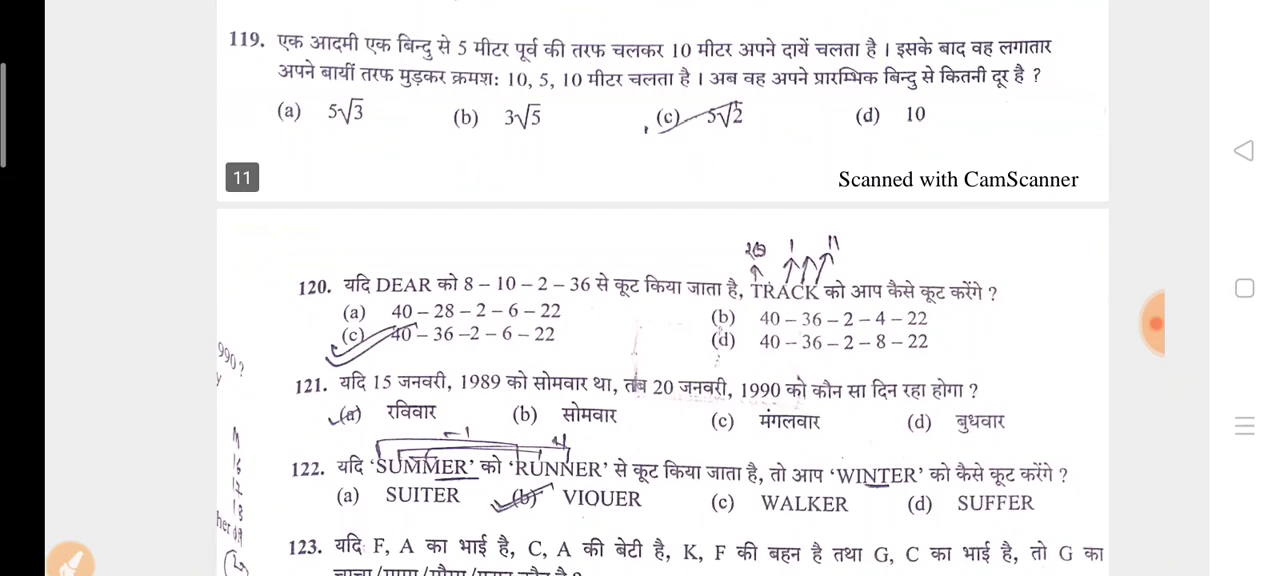 119. एक आदमी एक बिन्दु से 5 मीटर पूर्व की तरफ चलकर 10 मीटर अपने दायें चलता है । इसके बाद वह लगातार
अपने बायीं तरफ मुड़कर क्रमशः 10, 5, 10 मीटर चलता है । अब वह अपने प्रारम्भिक बिन्दु से कितनी दूर है ?
(a) 5√3 (b) 3√5 (c) 5√2 (d) 10
11
Scanned with CamScanner
120. यदि DEAR को 8 – 10 – 2 – 36 से कूट किया जाता है, TRACK को आप कैसे कूट करेंगे ?
(a) 40 – 28 – 2 – 6 – 22 (b) 40 – 36 – 2 – 4 – 22
(c) 40 – 36 –2 – 6 – 22 (d) 40 – 36 – 2 – 8 – 22
990 ?
121. यदि 15 जनवरी, 1989 को सोमवार था, तब 20 जनवरी, 1990 को कौन सा दिन रहा होगा ?
(a) रविवार (b) सोमवार (c) मंगलवार (d) बुधवार
122. यदि ‘SUMMER’ को ‘RUNNER’ से कूट किया जाता है, तो आप ‘WINTER’ को कैसे कूट करेंगे ?
(a) SUITER (b) VIQUER (c) WALKER (d) SUFFER
123. यदि F, A का भाई है, C, A की बेटी है, K, F की बहन है तथा G, C का भाई है, तो G का